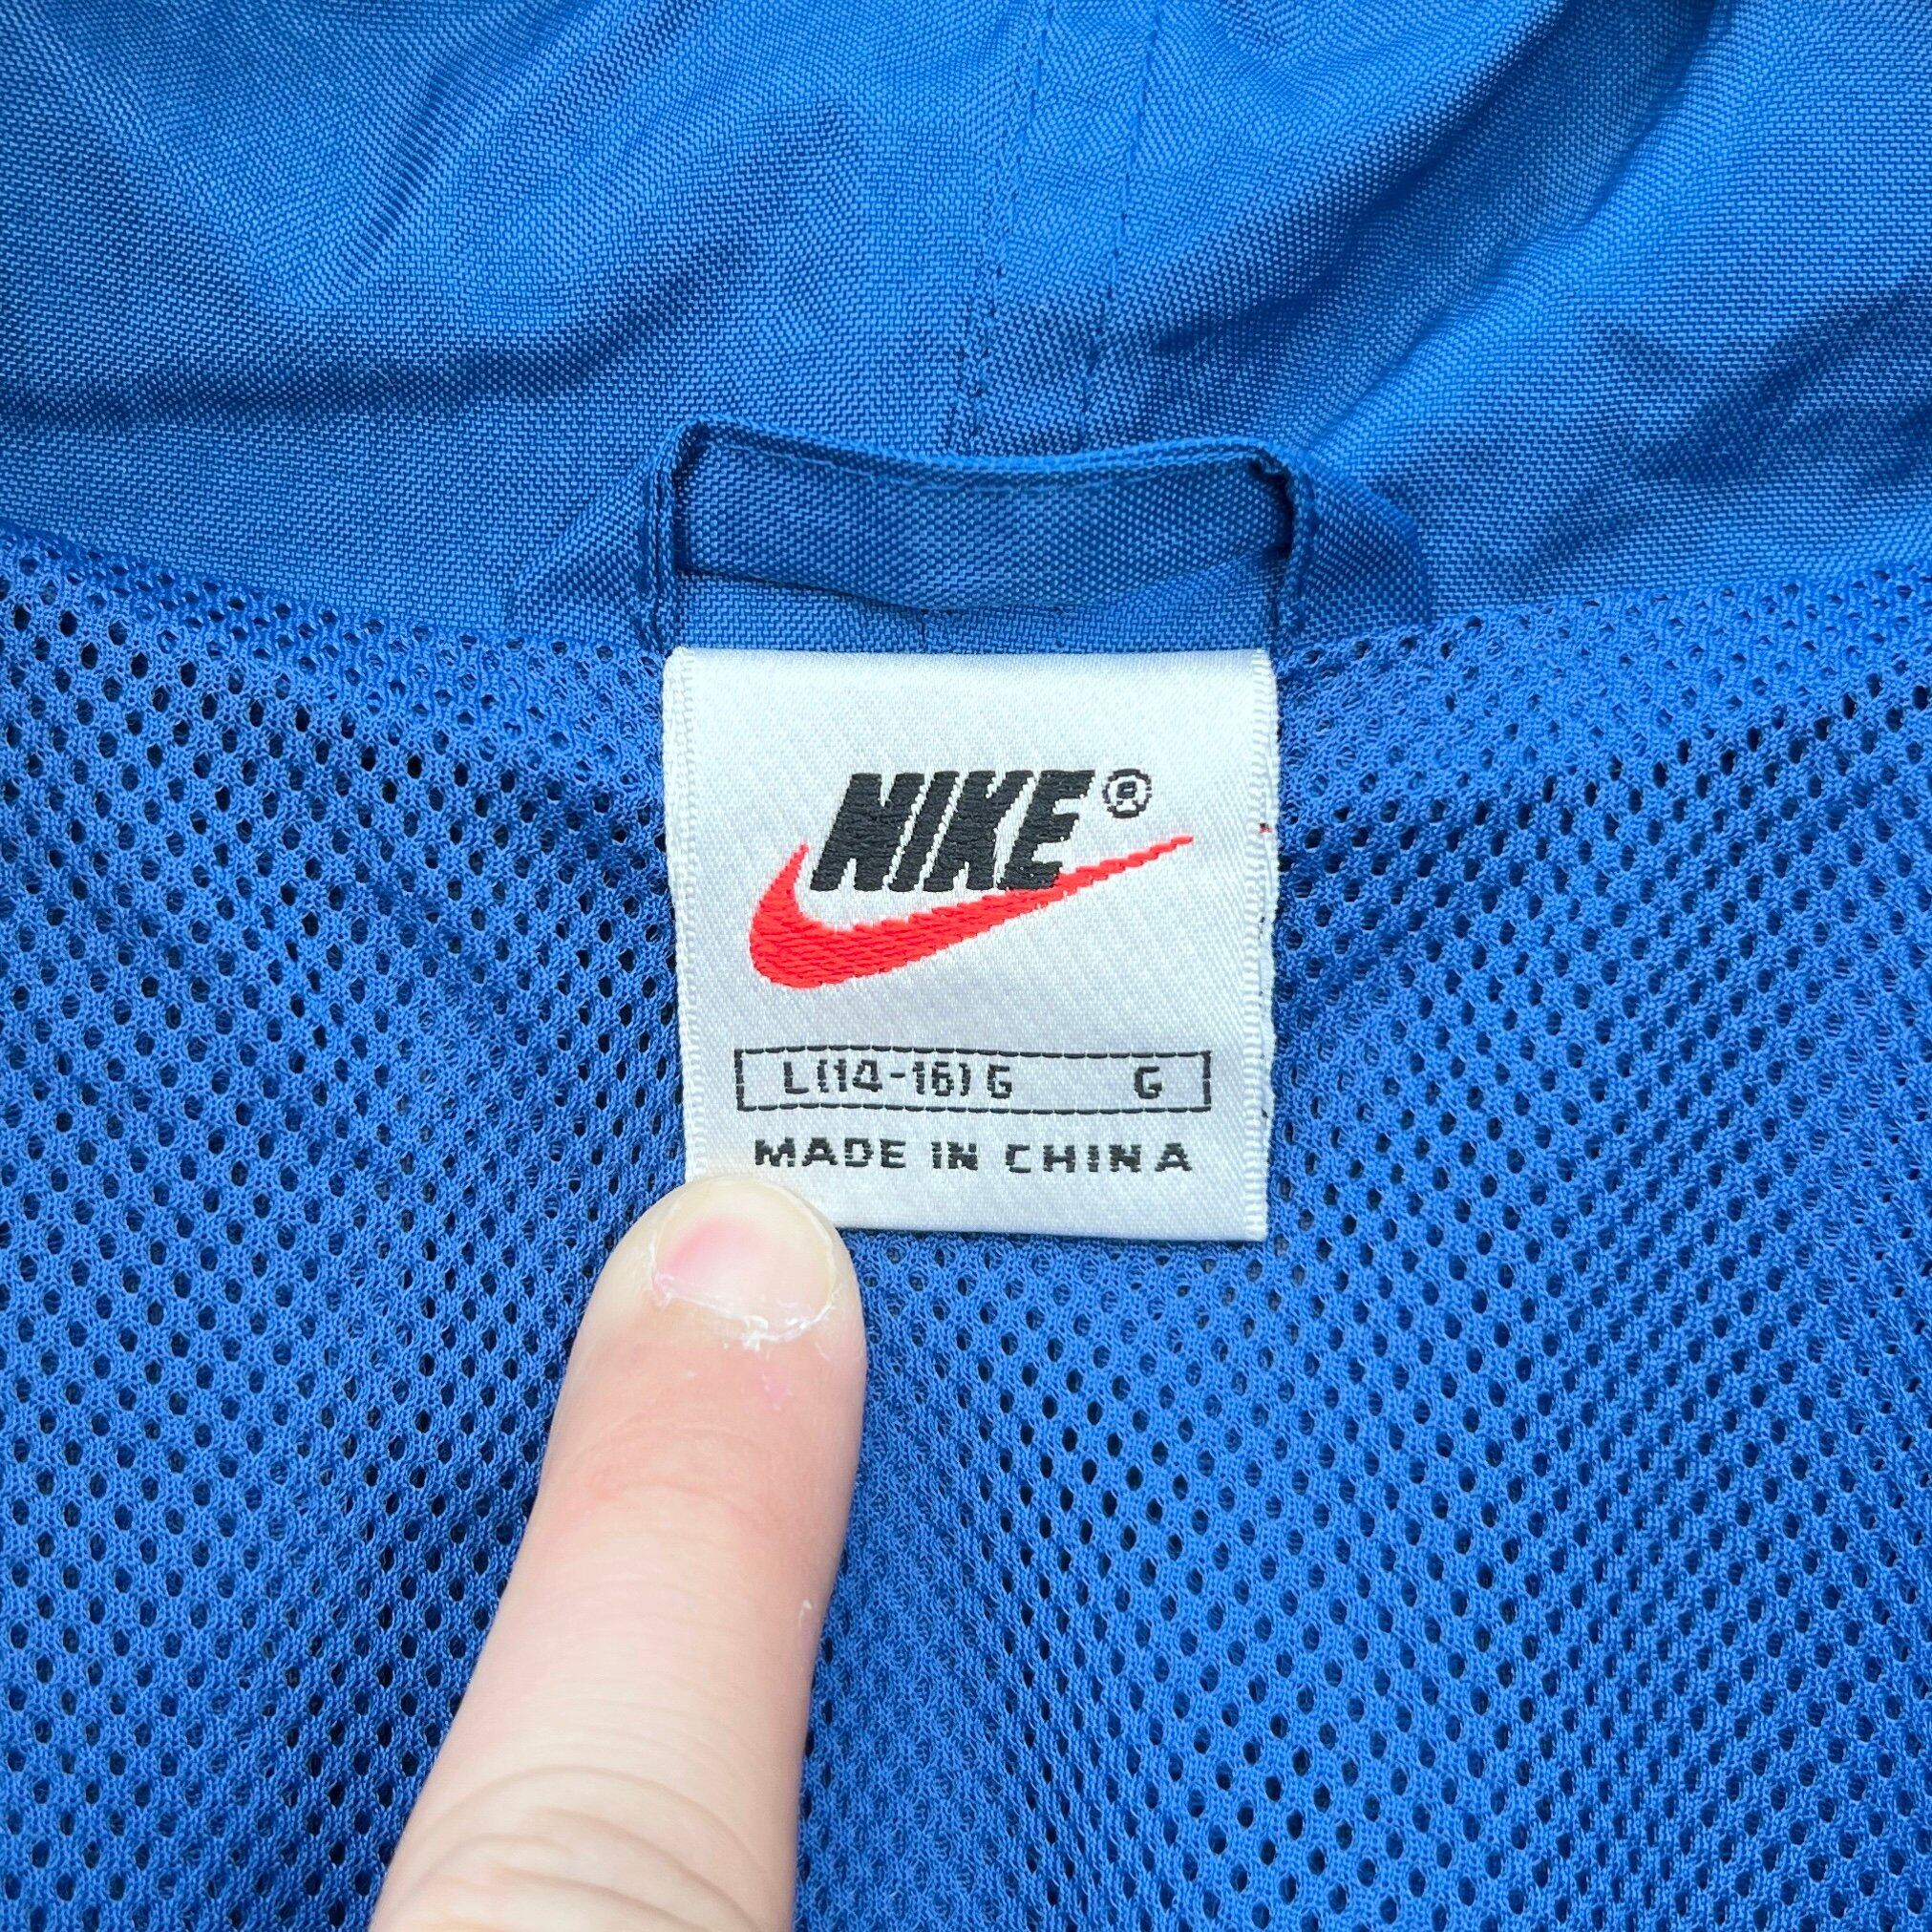 NIKE®
L(14-16) G G
MADE IN CHINA